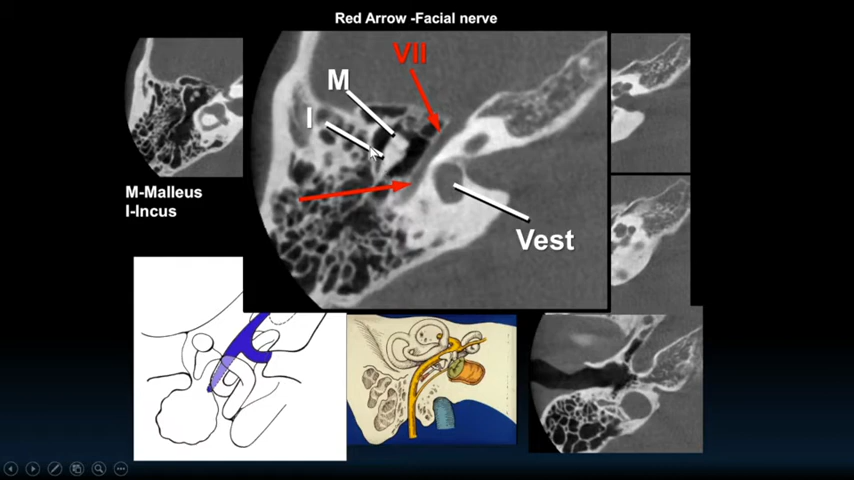 Red Arrow -Facial nerve
VII
M
I
M-Malleus
I-Incus
Vest